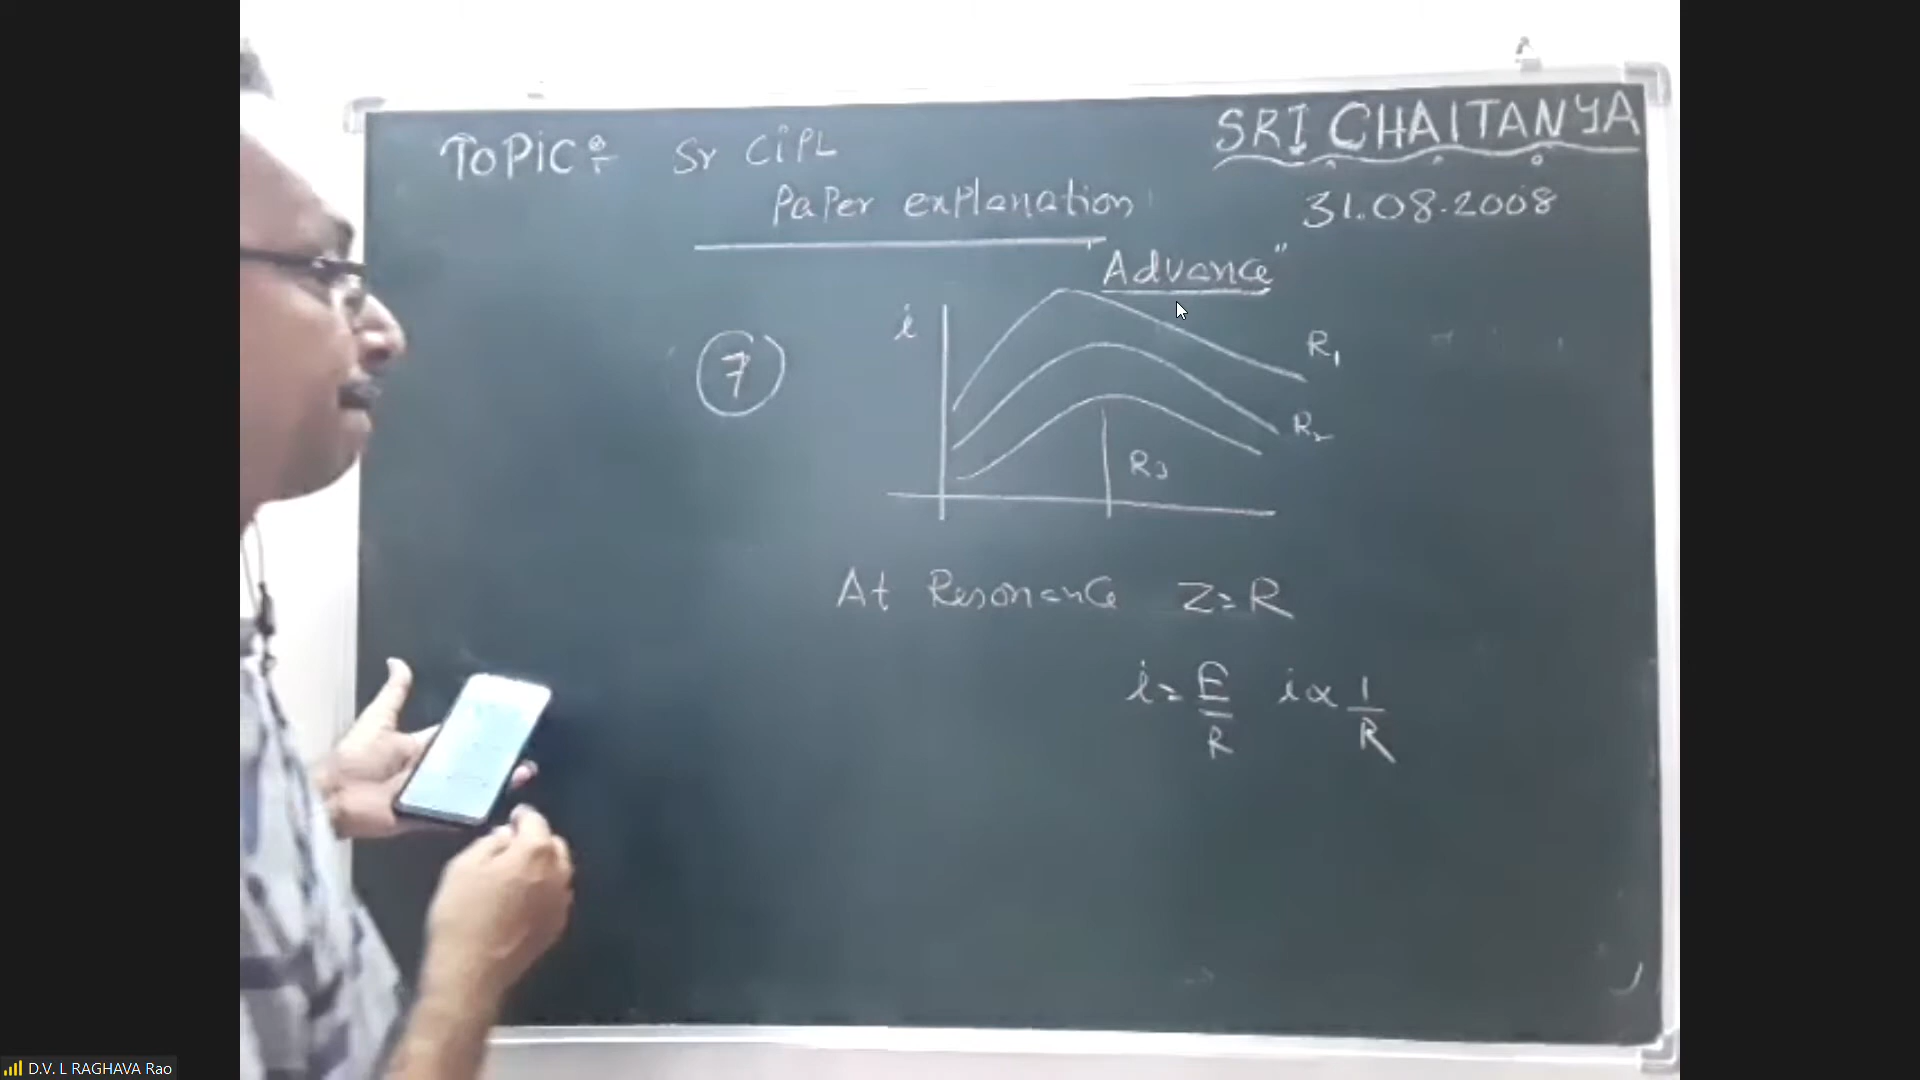 TOPIC:- Sr CIPL
SRI CHAITANYA
Paper explanation
31.08.2008
"Advance"
i
R1
7
R2
R3
At Resonance Z=R
i=E/R i∝1/R
D.V. L RAGHAVA Rao